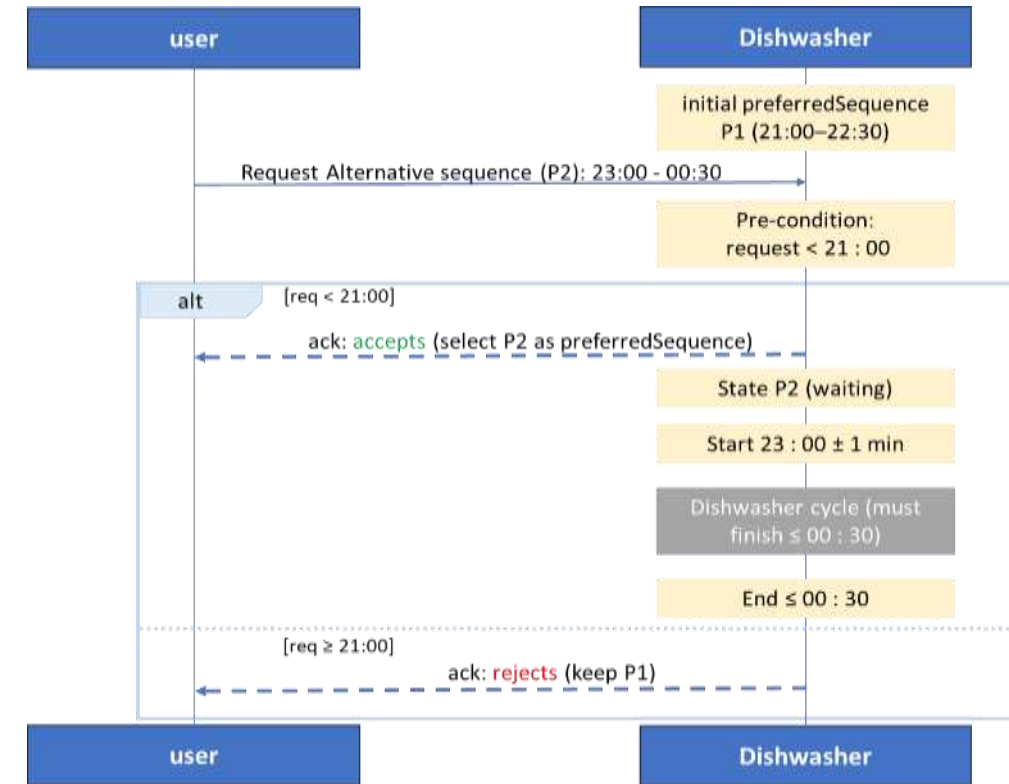 user
Dishwasher
initial preferredSequence
P1 (21:00–22:30)
Request Alternative sequence (P2): 23:00 - 00:30
Pre-condition:
request < 21 : 00
alt
[req < 21:00]
ack: accepts (select P2 as preferredSequence)
State P2 (waiting)
Start 23 : 00 ± 1 min
Dishwasher cycle (must
finish ≤ 00 : 30)
End ≤ 00 : 30
[req ≥ 21:00]
ack: rejects (keep P1)
user
Dishwasher